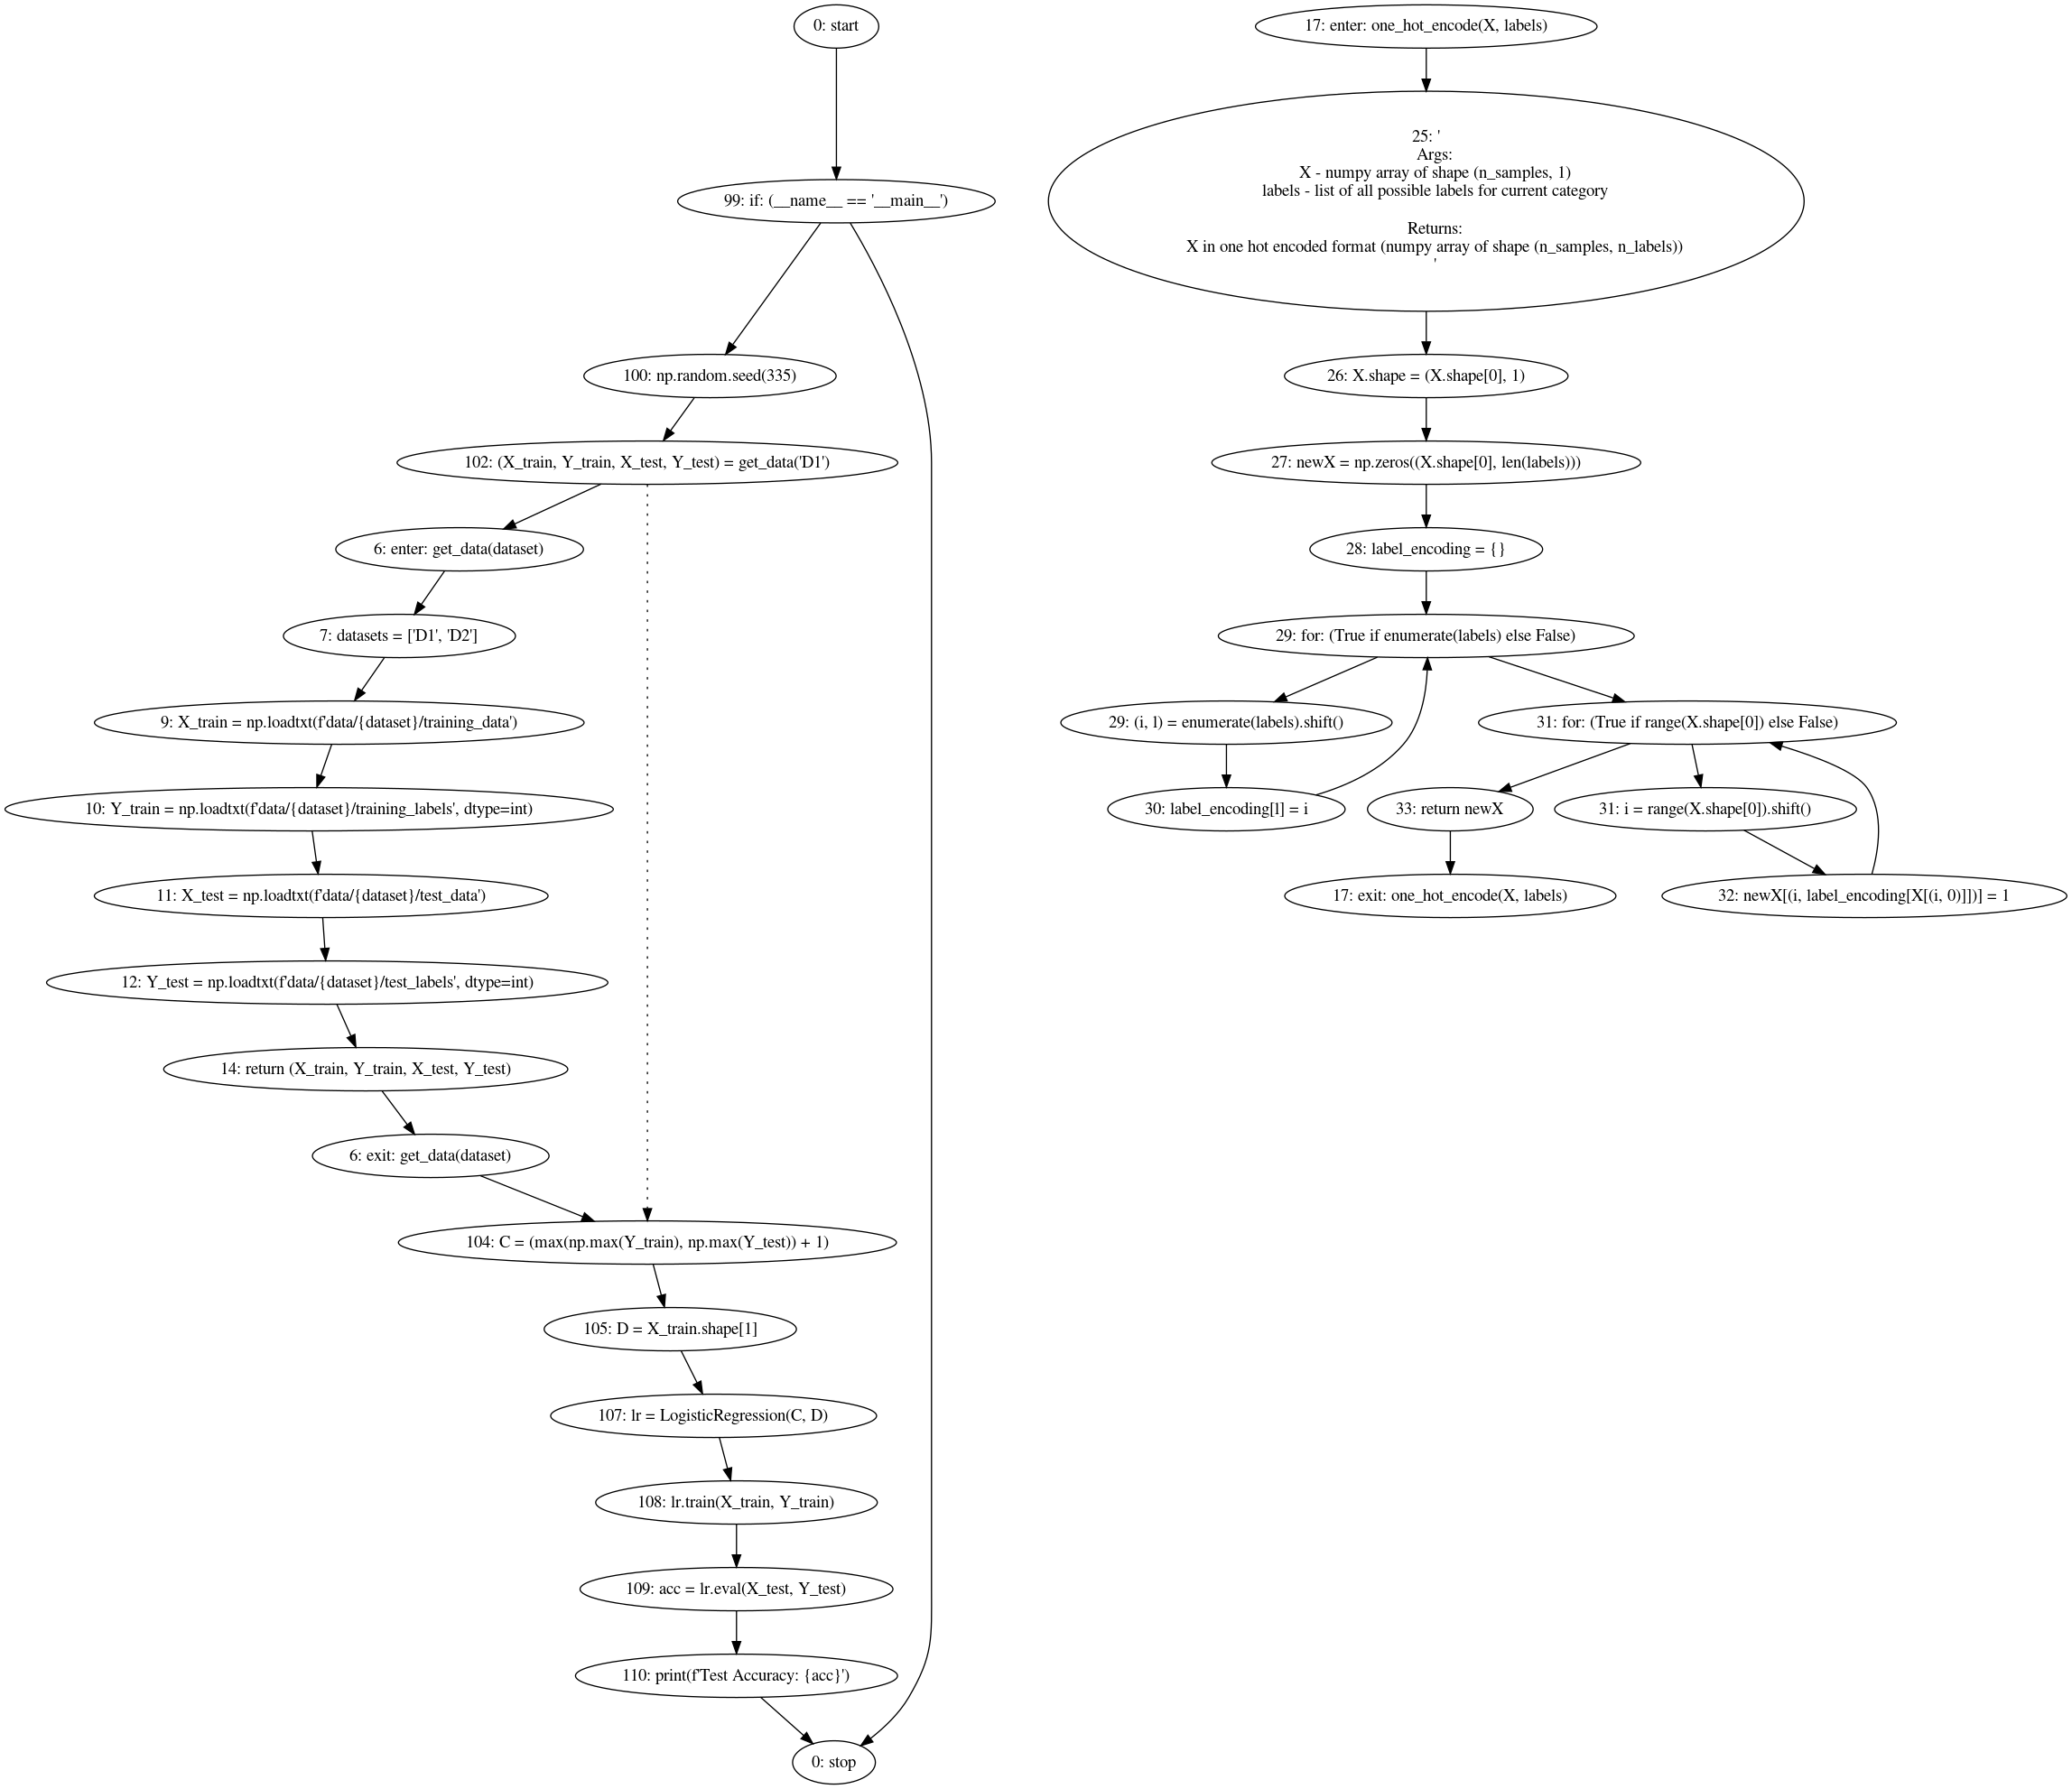 0: start
99: if: (__name__ == '__main__')
100: np.random.seed(335)
102: (X_train, Y_train, X_test, Y_test) = get_data('D1')
6: enter: get_data(dataset)
7: datasets = ['D1', 'D2']
9: X_train = np.loadtxt(f'data/{dataset}/training_data')
10: Y_train = np.loadtxt(f'data/{dataset}/training_labels', dtype=int)
11: X_test = np.loadtxt(f'data/{dataset}/test_data')
12: Y_test = np.loadtxt(f'data/{dataset}/test_labels', dtype=int)
14: return (X_train, Y_train, X_test, Y_test)
6: exit: get_data(dataset)
104: C = (max(np.max(Y_train), np.max(Y_test)) + 1)
105: D = X_train.shape[1]
107: lr = LogisticRegression(C, D)
108: lr.train(X_train, Y_train)
109: acc = lr.eval(X_test, Y_test)
110: print(f'Test Accuracy: {acc}')
0: stop
17: enter: one_hot_encode(X, labels)
25: '
Args:
X - numpy array of shape (n_samples, 1)
labels - list of all possible labels for current category
Returns:
X in one hot encoded format (numpy array of shape (n_samples, n_labels))
'
26: X.shape = (X.shape[0], 1)
27: newX = np.zeros((X.shape[0], len(labels)))
28: label_encoding = {}
29: for: (True if enumerate(labels) else False)
29: (i, l) = enumerate(labels).shift()
30: label_encoding[l] = i
31: for: (True if range(X.shape[0]) else False)
33: return newX
31: i = range(X.shape[0]).shift()
17: exit: one_hot_encode(X, labels)
32: newX[(i, label_encoding[X[(i, 0)]])] = 1